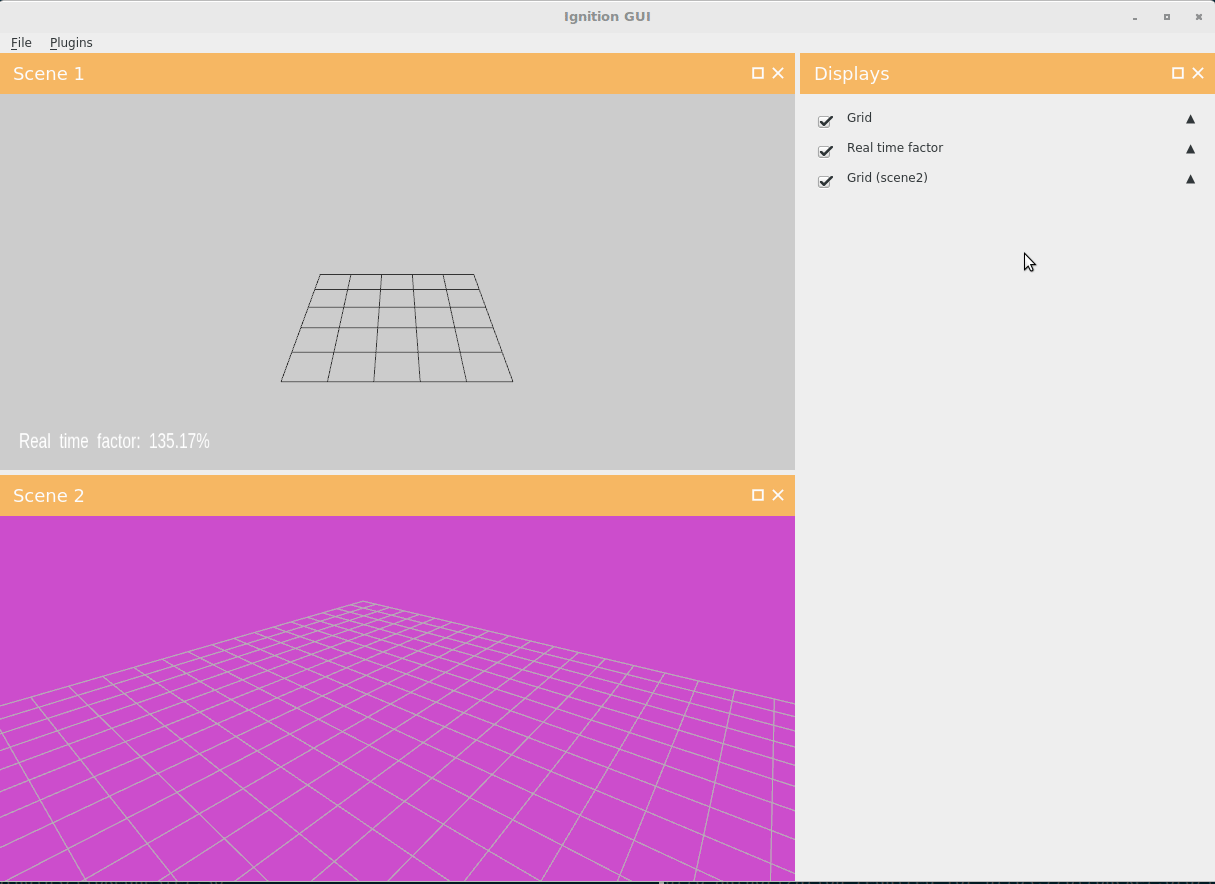 Ignition GUI
File Plugins
Scene 1
Real time factor: 135.17%
Scene 2
Displays
Grid
Real time factor
Grid (scene2)